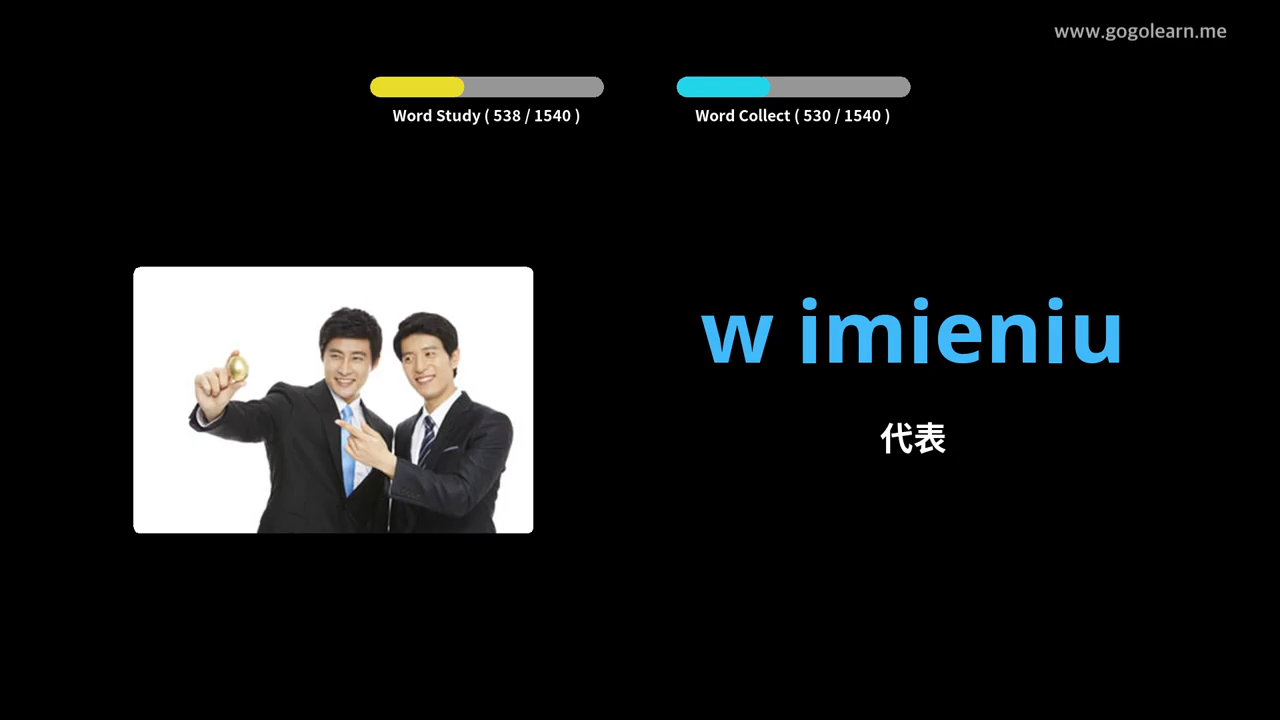 www.gogolearn.me
Word Study ( 538 / 1540 )
Word Collect ( 530 / 1540 )
w imieniu
代表